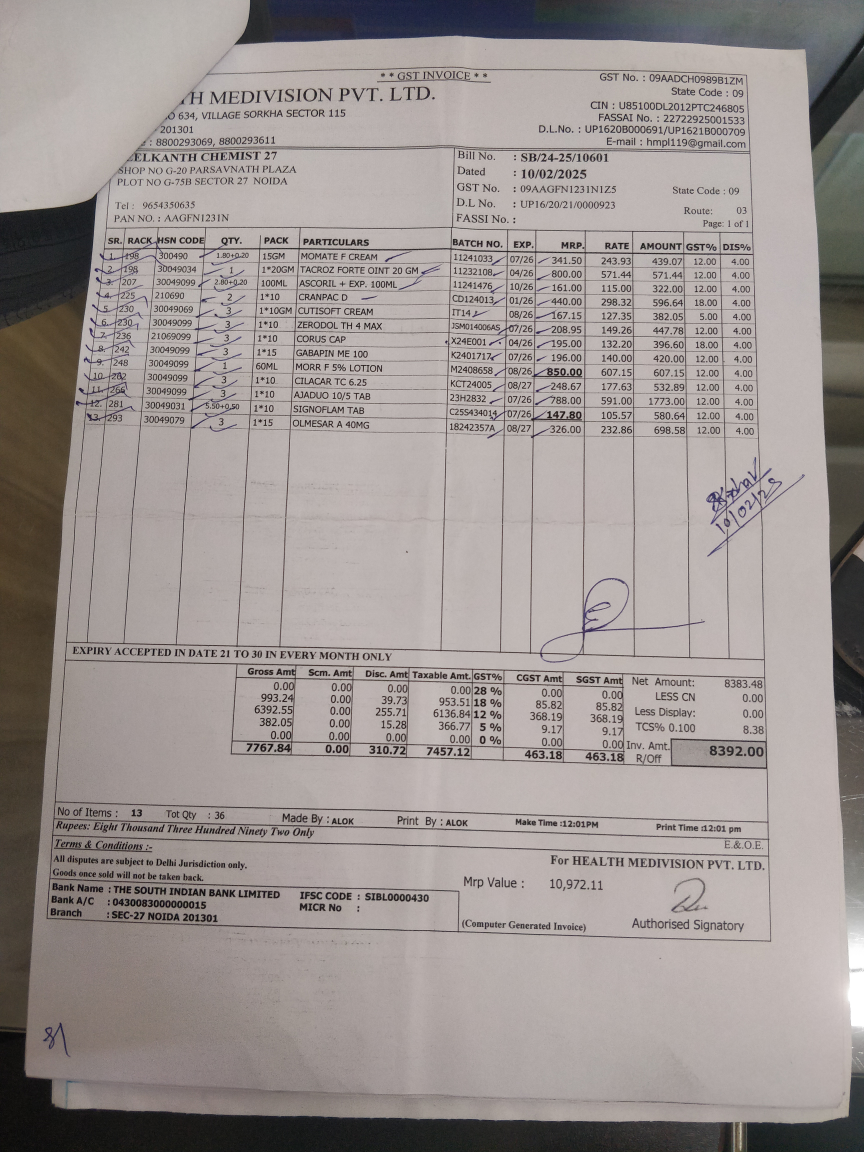 * * GST INVOICE * *
GST No. : 09AADCH0989B1ZM
State Code : 09
TH MEDIVISION PVT. LTD.
CIN : U85100DL2012PTC246805
NO 634, VILLAGE SORKHA SECTOR 115
FASSAI No. : 22722925001533
201301
D.L.No. : UP1620B000691/UP1621B000709
: 8800293069, 8800293611
E-mail : hmpl119@gmail.com
EELKANTH CHEMIST 27
SHOP NO G-20 PARSAVNATH PLAZA
PLOT NO G-75B SECTOR 27 NOIDA
Tel : 9654350635
PAN NO. : AAGFN1231N
Bill No. : SB/24-25/10601
Dated : 10/02/2025
GST No. : 09AAGFN1231N1Z5 State Code : 09
D.L No. : UP16/20/21/0000923
Route: 03
FASSI No. :
Page: 1 of 1
SR. RACK HSN CODE QTY. PACK PARTICULARS BATCH NO. EXP. MRP. RATE AMOUNT GST% DIS%
1. 198 300490 1.80+0.20 15GM MOMATE F CREAM 11241033 07/26 341.50 243.93 439.07 12.00 4.00
2. 198 30049034 1 1*20GM TACROZ FORTE OINT 20 GM 11232108 04/26 800.00 571.44 571.44 12.00 4.00
3. 207 30049099 2.80+0.20 100ML ASCORIL + EXP. 100ML 11241476 10/26 161.00 115.00 322.00 12.00 4.00
4. 225 210690 2 1*10 CRANPAC D CD124013 01/26 440.00 298.32 596.64 18.00 4.00
5. 230 30049069 3 1*10GM CUTISOFT CREAM IT14 08/26 167.15 127.35 382.05 5.00 4.00
6. 230 30049099 3 1*10 ZERODOL TH 4 MAX JSM014006AS 07/26 208.95 149.26 447.78 12.00 4.00
7. 236 21069099 3 1*10 CORUS CAP X24E001 04/26 195.00 132.20 396.60 18.00 4.00
8. 242 30049099 3 1*15 GABAPIN ME 100 K2401717 07/26 196.00 140.00 420.00 12.00 4.00
9. 248 30049099 1 60ML MORR F 5% LOTION M2408658 08/26 850.00 607.15 607.15 12.00 4.00
10. 262 30049099 3 1*10 CILACAR TC 6.25 KCT24005 08/27 248.67 177.63 532.89 12.00 4.00
11. 266 30049099 3 1*10 AJADUO 10/5 TAB 23H2832 07/26 788.00 591.00 1773.00 12.00 4.00
12. 281 30049031 5.50+0.50 1*10 SIGNOFLAM TAB C25S434014 07/26 147.80 105.57 580.64 12.00 4.00
13. 293 30049079 3 1*15 OLMESAR A 40MG 18242357A 08/27 326.00 232.86 698.58 12.00 4.00
10/02/25
EXPIRY ACCEPTED IN DATE 21 TO 30 IN EVERY MONTH ONLY
Gross Amt Scm. Amt Disc. Amt Taxable Amt. GST% CGST Amt SGST Amt
0.00 0.00 0.00 0.00 28 % 0.00 0.00
993.24 0.00 39.73 953.51 18 % 85.82 85.82
6392.55 0.00 255.71 6136.84 12 % 368.19 368.19
382.05 0.00 15.28 366.77 5 % 9.17 9.17
0.00 0.00 0.00 0.00 0 % 0.00 0.00
7767.84 0.00 310.72 7457.12 463.18 463.18
Net Amount: 8383.48
LESS CN 0.00
Less Display: 0.00
TCS% 0.100 8.38
Inv. Amt. R/Off 8392.00
No of Items : 13 Tot Qty : 36 Made By : ALOK Print By : ALOK Make Time :12:01PM Print Time :12:01 pm
Rupees: Eight Thousand Three Hundred Ninety Two Only
E.&.O.E.
Terms & Conditions :-
All disputes are subject to Delhi Jurisdiction only.
Goods once sold will not be taken back.
For HEALTH MEDIVISION PVT. LTD.
Bank Name : THE SOUTH INDIAN BANK LIMITED IFSC CODE : SIBL0000430
Bank A/C : 0430083000000015 MICR No :
Branch : SEC-27 NOIDA 201301
Mrp Value : 10,972.11
(Computer Generated Invoice)
Authorised Signatory